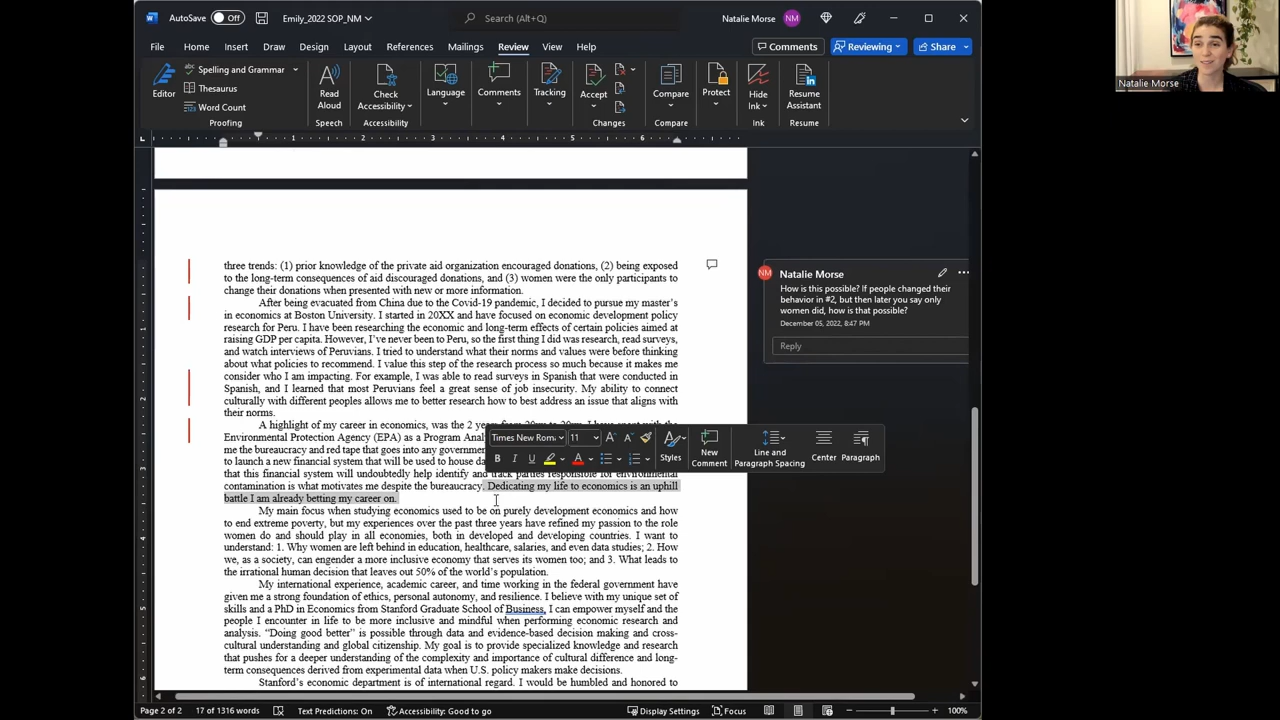 AutoSave Off Emily_2022 SOP_NM Search (Alt+Q) Natalie Morse NM
File Home Insert Draw Design Layout References Mailings Review View Help Comments Reviewing Share
Editor
Spelling and Grammar
Thesaurus
Word Count
Proofing
Read Aloud
Speech
Check Accessibility
Accessibility
Language
Comments
Tracking
Accept
Changes
Compare
Compare
Protect
Hide Ink
Ink
Resume Assistant
Resume
1 2 3 4 5 6
three trends: (1) prior knowledge of the private aid organization encouraged donations, (2) being exposed
to the long-term consequences of aid discouraged donations, and (3) women were the only participants to
change their donations when presented with new or more information.
After being evacuated from China due to the Covid-19 pandemic, I decided to pursue my master's
in economics at Boston University. I started in 20XX and have focused on economic development policy
research for Peru. I have been researching the economic and long-term effects of certain policies aimed at
raising GDP per capita. However, I've never been to Peru, so the first thing I did was research, read surveys,
and watch interviews of Peruvians. I tried to understand what their norms and values were before thinking
about what policies to recommend. I value this step of the research process so much because it makes me
consider who I am impacting. For example, I was able to read surveys in Spanish that were conducted in
Spanish, and I learned that most Peruvians feel a great sense of job insecurity. My ability to connect
culturally with different peoples allows me to better research how to best address an issue that aligns with
their norms.
A highlight of my career in economics, was the 2
Environmental Protection Agency (EPA) as a Program
me the bureaucracy and red tape that goes into any
to launch a new financial system that will be used to house
that this financial system will undoubtedly help identify and track parties responsible for environmental
contamination is what motivates me despite the bureaucracy. Dedicating my life to economics is an uphill
battle I am already betting my career on.
My main focus when studying economics used to be on purely development economics and how
to end extreme poverty, but my experiences over the past three years have refined my passion to the role
women do and should play in all economies, both in developed and developing countries. I want to
understand: 1. Why women are left behind in education, healthcare, salaries, and even data studies; 2. How
we, as a society, can engender a more inclusive economy that serves its women too; and 3. What leads to
the irrational human decision that leaves out 50% of the world's population.
My international experience, academic career, and time working in the federal government have
given me a strong foundation of ethics, personal autonomy, and resilience. I believe with my unique set of
skills and a PhD in Economics from Stanford Graduate School of Business, I can empower myself and the
people I encounter in life to be more inclusive and mindful when performing economic research and
analysis. "Doing good better" is possible through data and evidence-based decision making and cross-
cultural understanding and global citizenship. My goal is to provide specialized knowledge and research
that pushes for a deeper understanding of the complexity and importance of cultural difference and long-
term consequences derived from experimental data when U.S. policy makers make decisions.
Stanford's economic department is of international regard. I would be humbled and honored to
Times New Rom 11
B I U A
Styles
New Comment
Line and Paragraph Spacing
Center
Paragraph
NM Natalie Morse
How is this possible? If people changed their
behavior in #2, but then later you say only
women did, how is that possible?
December 05, 2022, 8:47 PM
Reply
Page 2 of 2 17 of 1316 words Text Predictions: On Accessibility: Good to go Display Settings Focus 100%
Natalie Morse